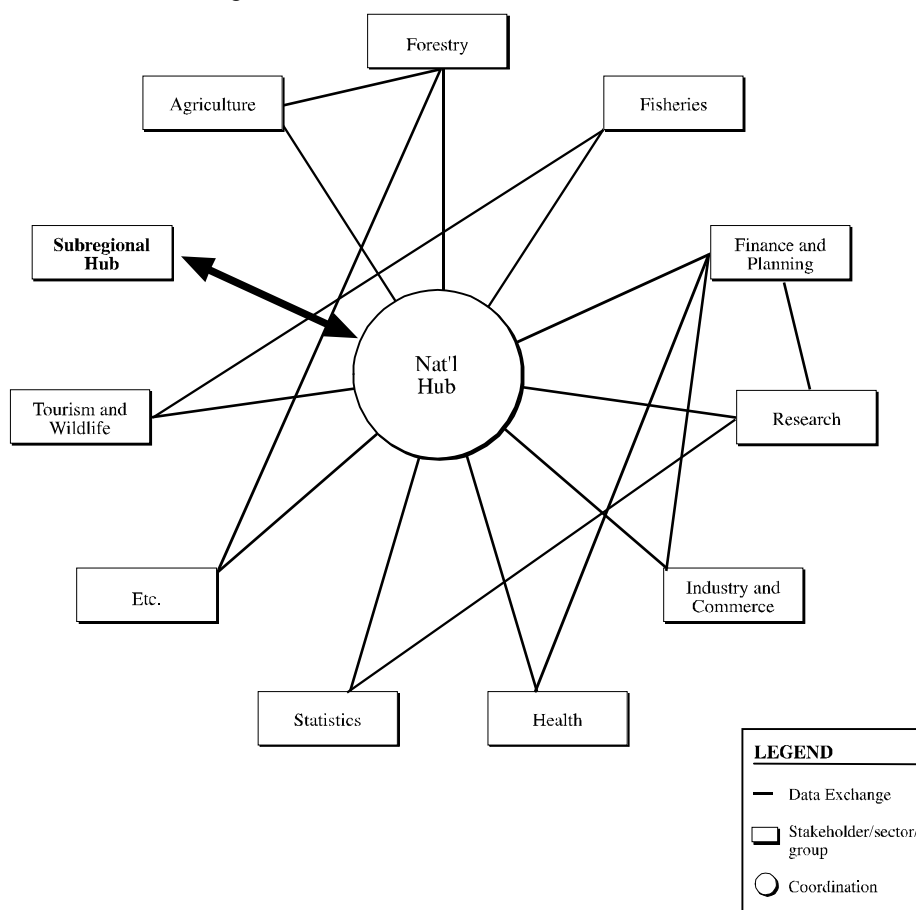 Forestry
Agriculture
Fisheries
Subregional
Hub
Finance and
Planning
Nat'l
Hub
Tourism and
Wildlife
Research
Etc.
Industry and
Commerce
Statistics
Health
LEGEND
Data Exchange
Stakeholder/sector/
group
Coordination